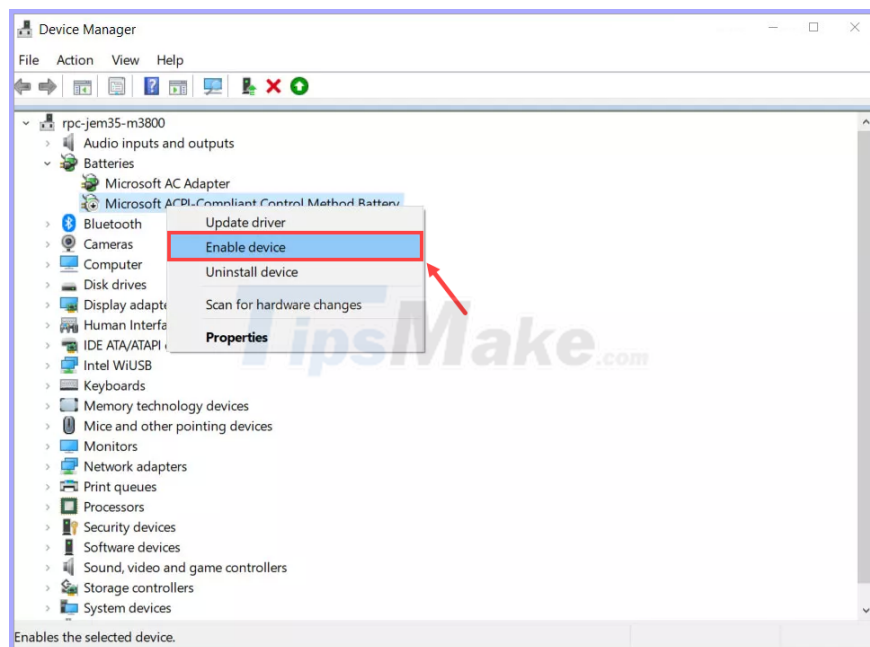 Device Manager
File Action View Help
rpc-jem35-m3800
Audio inputs and outputs
Batteries
Microsoft AC Adapter
Microsoft ACPI-Compliant Control Method Battery
Bluetooth
Update driver
Cameras
Enable device
Computer
Uninstall device
Disk drives
Display adapte
Scan for hardware changes
Human Interfa
IDE ATA/ATAPI
Properties
TipsMake.com
Intel WiUSB
Keyboards
Memory technology devices
Mice and other pointing devices
Monitors
Network adapters
Print queues
Processors
Security devices
Software devices
Sound, video and game controllers
Storage controllers
System devices
Enables the selected device.